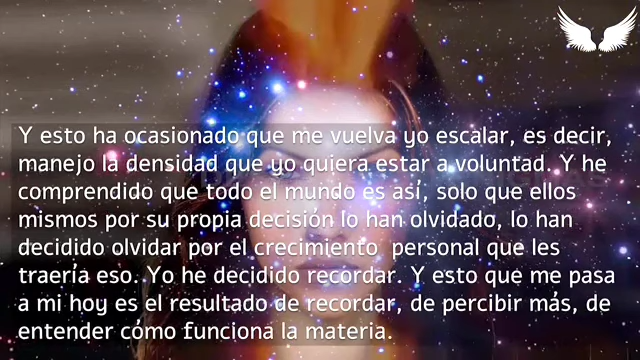 Y esto ha ocasionado que me vuelva yo escalar, es decir,
manejo la densidad que yo quiera estar a voluntad. Y he
comprendido que todo el mundo es así, solo que ellos
mismos por su propia decisión lo han olvidado, lo han
decidido olvidar por el crecimiento personal que les
traería eso. Yo he decidido recordar. Y esto que me pasa
a mi hoy es el resultado de recordar, de percibir más, de
entender cómo funciona la materia.